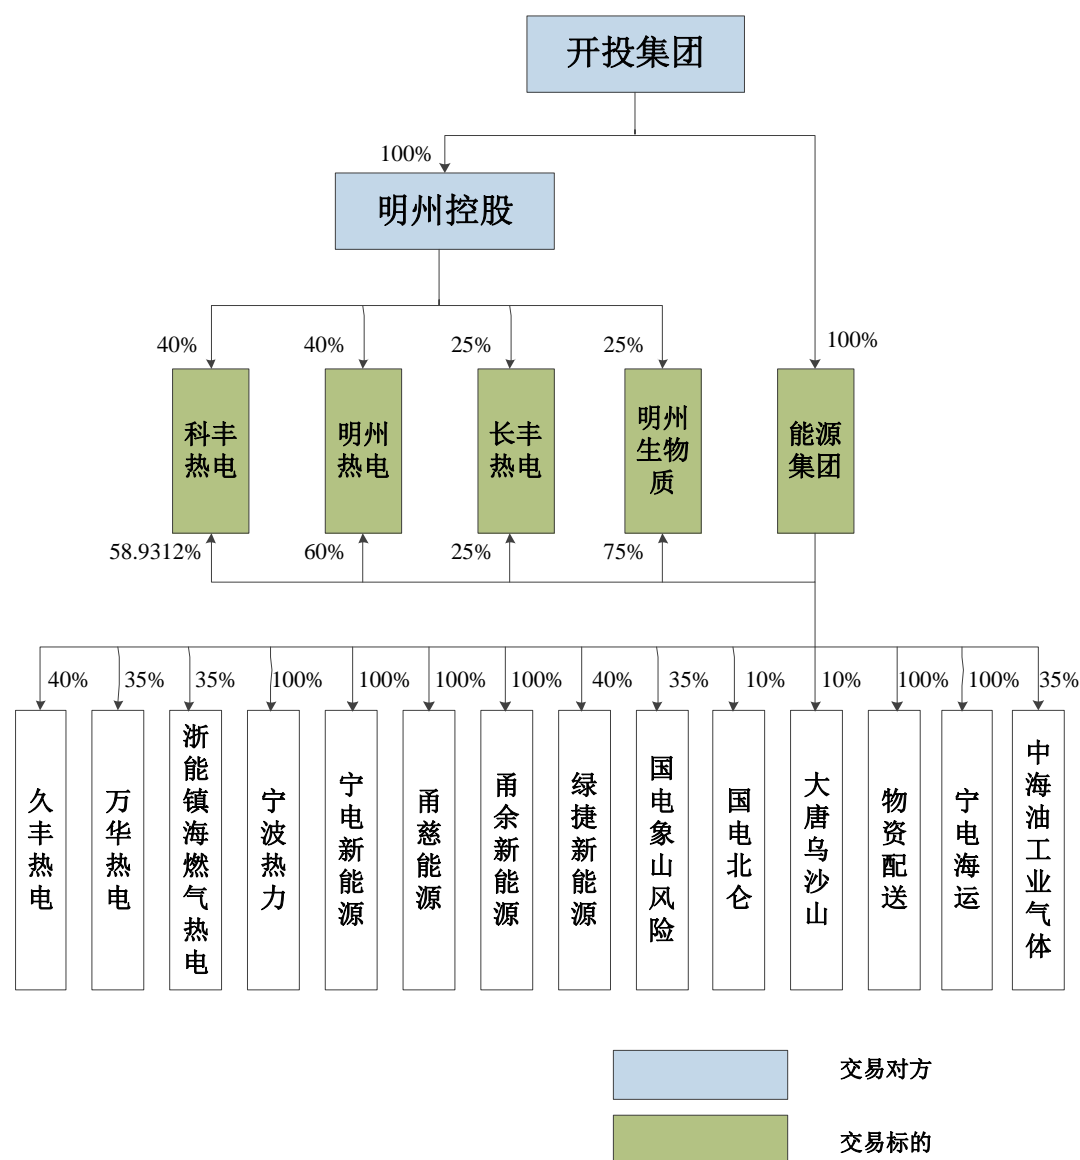 开投集团
100%
明州控股
40%
40%
25%
25%
100%
科丰
热电
明州
热电
长丰
热电
明州
生物
质
能源
集团
58.9312%
60%
25%
75%
40%
35%
35%
100%
100%
100%
100%
40%
35%
10%
10%
100%
100%
35%
久丰热电
万华热电
浙能镇海燃气热电
宁波热力
宁电新能源
甬慈能源
甬余新能源
绿捷新能源
国电象山风险
国电北仑
大唐乌沙山
物资配送
宁电海运
中海油工业气体
交易对方
交易标的